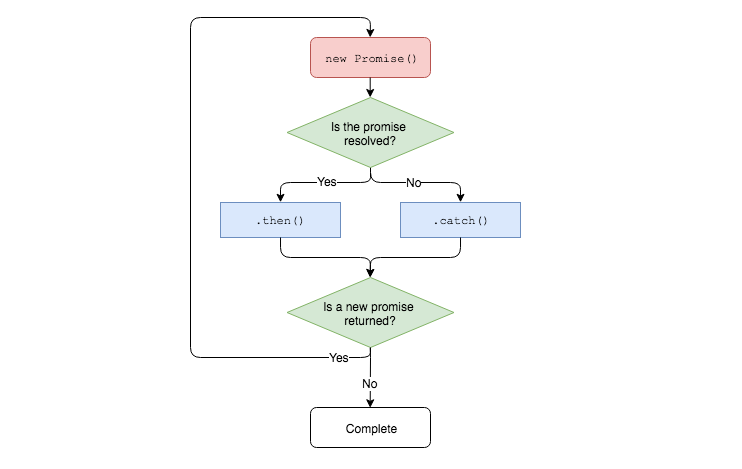 new Promise()
Is the promise
resolved?
Yes
No
.then()
.catch()
Is a new promise
returned?
Yes
No
Complete